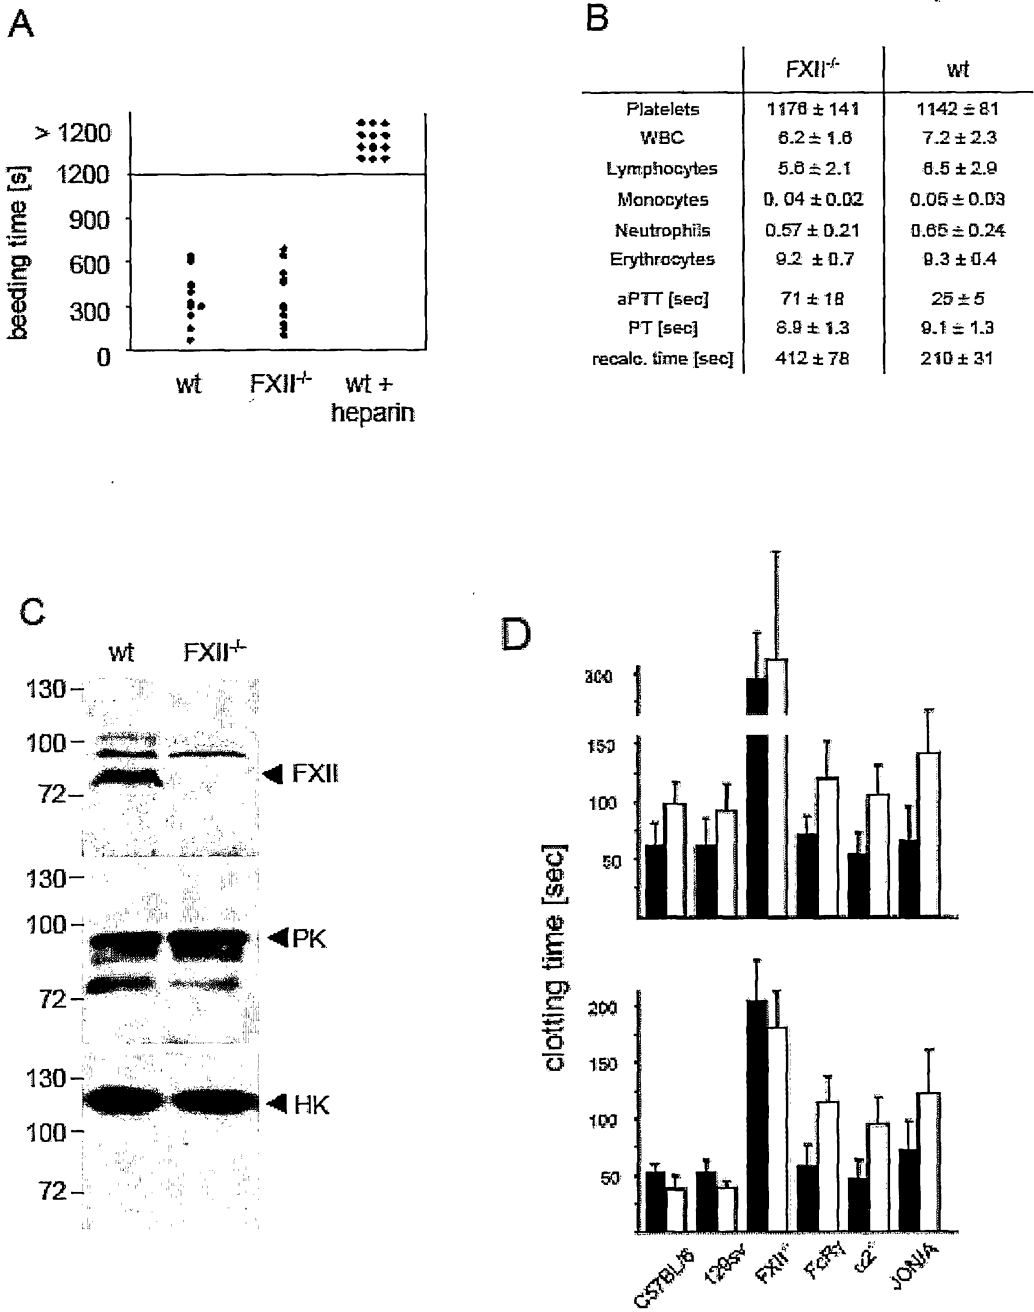 A
beeding time [s]
> 1200
1200
900
600
300
0
wt
FXII-/-
wt +
heparin
B
FXII-/- wt
Platelets 1176 ± 141 1142 ± 81
WBC 6.2 ± 1.6 7.2 ± 2.3
Lymphocytes 5.6 ± 2.1 6.5 ± 2.9
Monocytes 0. 04 ± 0.02 0.05 ± 0.03
Neutrophils 0.57 ± 0.21 0.65 ± 0.24
Erythrocytes 9.2 ± 0.7 9.3 ± 0.4
aPTT [sec] 71 ± 18 25 ± 5
PT [sec] 8.9 ± 1.3 9.1 ± 1.3
recalc. time [sec] 412 ± 78 210 ± 31
C
wt FXII-/-
130
100
72
FXII
130
100
72
PK
130
100
72
HK
D
clotting time [sec]
300
150
100
50
200
150
100
50
C57BL/6
129sv
FXII-/-
FcRγ
α2-/-
JON/A